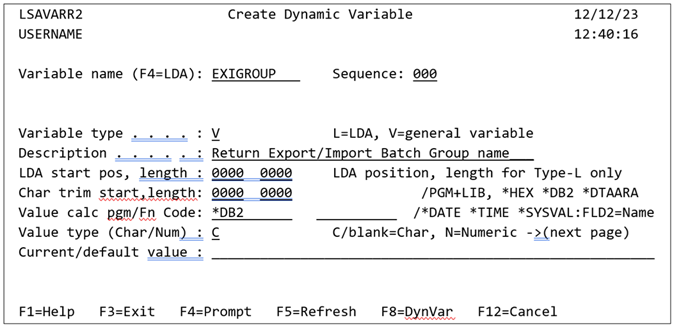 LSAVARR2 Create Dynamic Variable 12/12/23
USERNAME 12:40:16
Variable name (F4=LDA): EXIGROUP Sequence: 000
Variable type . . . . : V L=LDA, V=general variable
Description . . . . . : Return Export/Import Batch Group name
LDA start pos, length : 0000 0000 LDA position, length for Type-L only
Char trim start,length: 0000 0000 /PGM+LIB, *HEX *DB2 *DTAARA
Value calc pgm/Fn Code: *DB2 /*DATE *TIME *SYSVAL:FLD2=Name
Value type (Char/Num) : C C/blank=Char, N=Numeric ->(next page)
Current/default value :
F1=Help F3=Exit F4=Prompt F5=Refresh F8=DynVar F12=Cancel